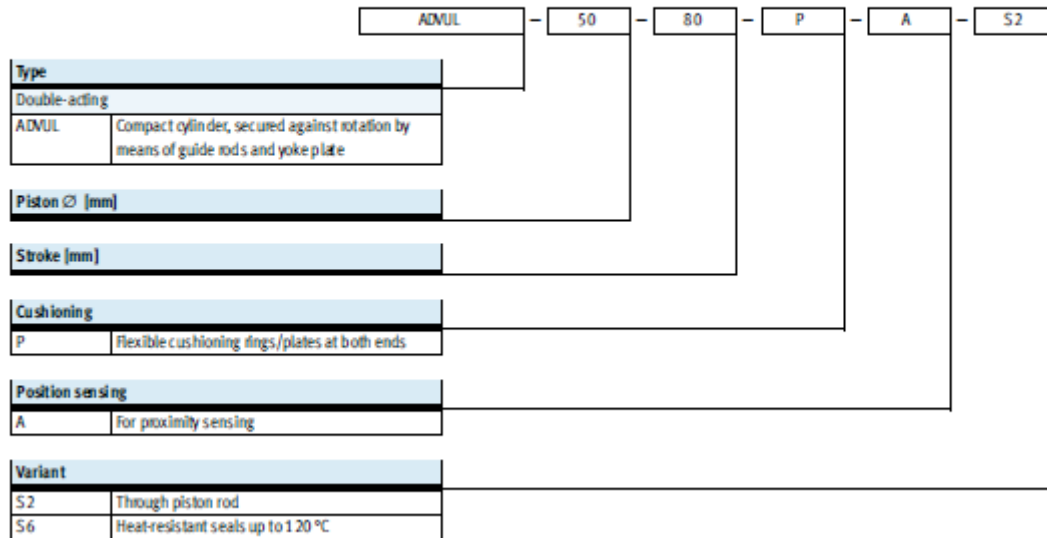 ADVUL – 50 – 80 – P – A – S2
Type
Double-acting
ADVUL Compact cylinder, secured against rotation by
means of guide rods and yoke plate
Piston Ø [mm]
Stroke [mm]
Cushioning
P Flexible cushioning rings/plates at both ends
Position sensing
A For proximity sensing
Variant
S2 Through piston rod
S6 Heat-resistant seals up to 120 °C